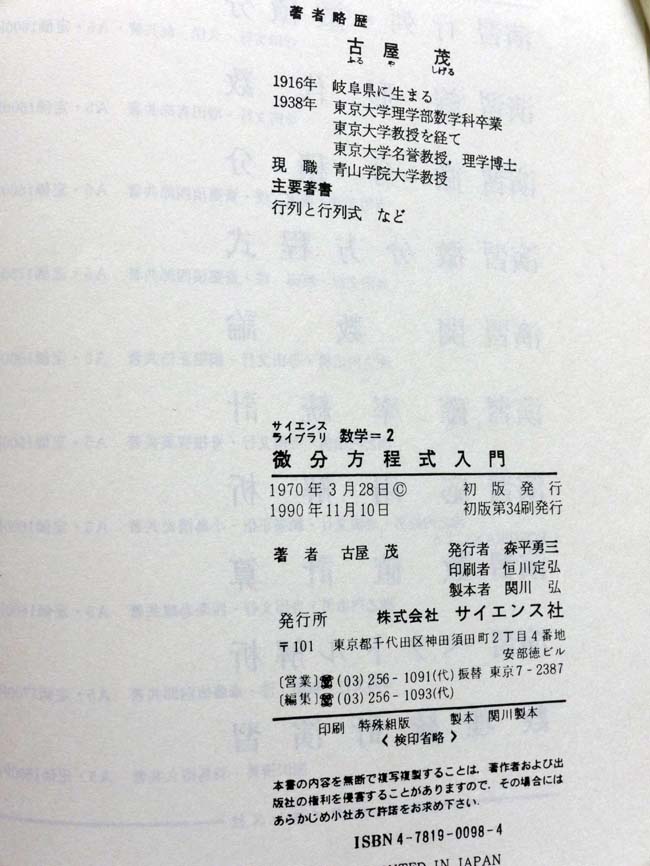 著者略歴
古屋 茂
ふる や しげる
1916年 岐阜県に生まる
1938年 東京大学理学部数学科卒業
東京大学教授を経て
東京大学名誉教授，理学博士
現 職 青山学院大学教授
主要著書
行列と行列式 など
サイエンス
ライブラリ 数学＝2
微分方程式入門
1970年3月28日© 初版発行
1990年11月10日 初版第34刷発行
著者 古屋 茂 発行者 森平勇三
印刷者 恒川定弘
製本者 関川 弘
発行所 株式会社 サイエンス社
〒101 東京都千代田区神田須田町2丁目4番地
安部徳ビル
［営業］☎(03)256-1091(代) 振替 東京7-2387
［編集］☎(03)256-1093(代)
印刷 特殊組版 製本 関川製本
《検印省略》
本書の内容を無断で複写複製することは，著作者および出
版社の権利を侵害することがありますので，その場合には
あらかじめ小社あて許諾をお求め下さい．
ISBN4-7819-0098-4
PRINTED IN JAPAN